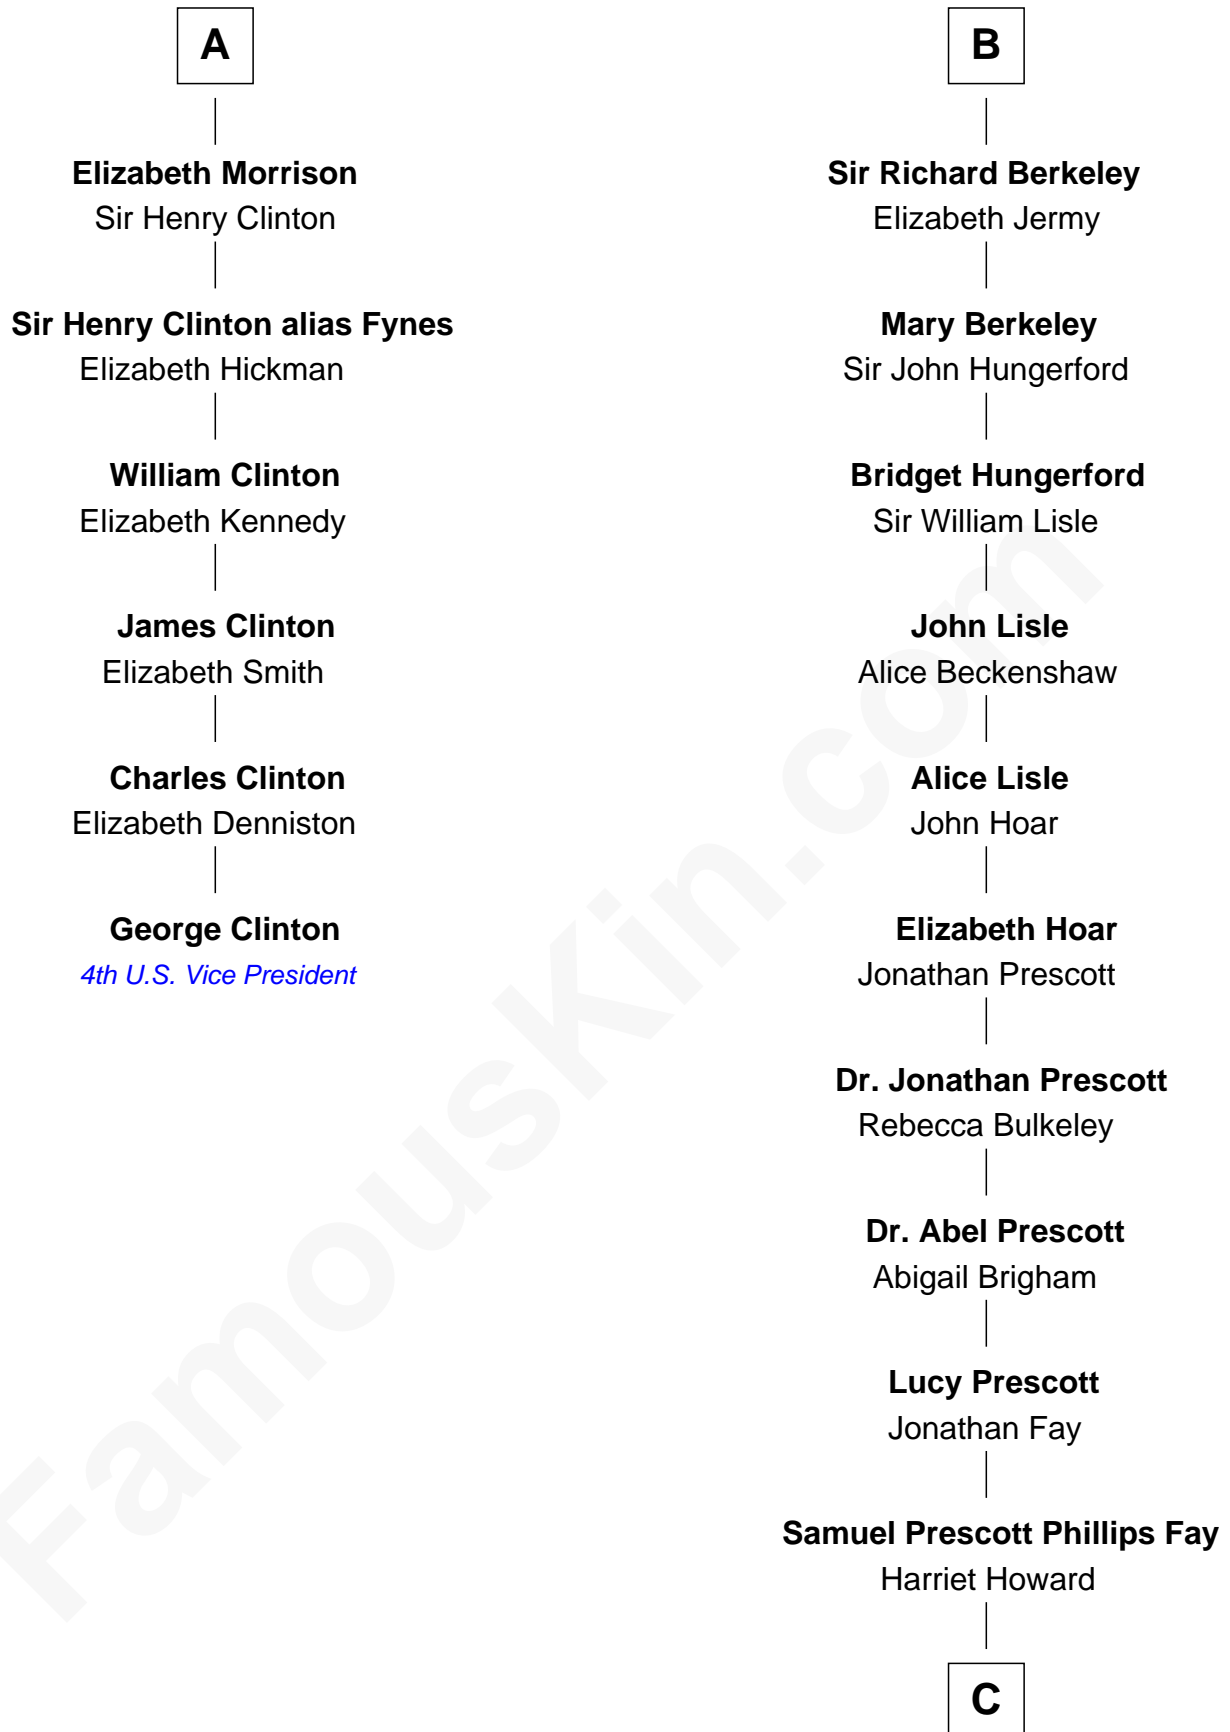 A
Elizabeth Morrison
Sir Henry Clinton
Sir Henry Clinton alias Fynes
Elizabeth Hickman
William Clinton
Elizabeth Kennedy
James Clinton
Elizabeth Smith
Charles Clinton
Elizabeth Denniston
George Clinton
4th U.S. Vice President
B
Sir Richard Berkeley
Elizabeth Jermy
Mary Berkeley
Sir John Hungerford
Bridget Hungerford
Sir William Lisle
John Lisle
Alice Beckenshaw
Alice Lisle
John Hoar
Elizabeth Hoar
Jonathan Prescott
Dr. Jonathan Prescott
Rebecca Bulkeley
Dr. Abel Prescott
Abigail Brigham
Lucy Prescott
Jonathan Fay
Samuel Prescott Phillips Fay
Harriet Howard
C
FamousKin.com